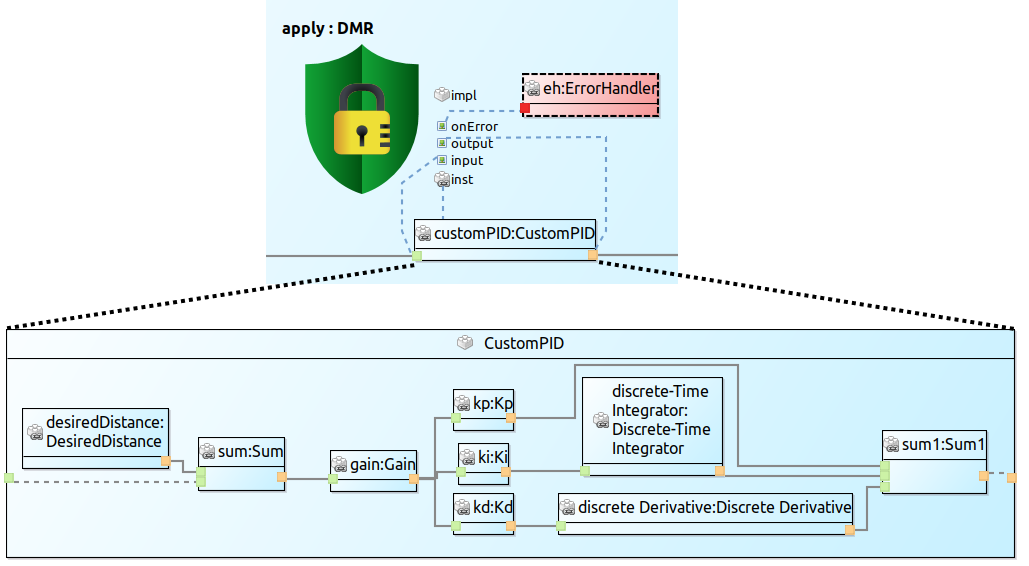 apply : DMR
eh:ErrorHandler
impl
onError
output
input
inst
customPID:CustomPID
CustomPID
desiredDistance:
DesiredDistance
sum:Sum
gain:Gain
kp:Kp
ki:Ki
kd:Kd
discrete-Time
Integrator:
Discrete-Time
Integrator
discrete Derivative:Discrete Derivative
sum1:Sum1